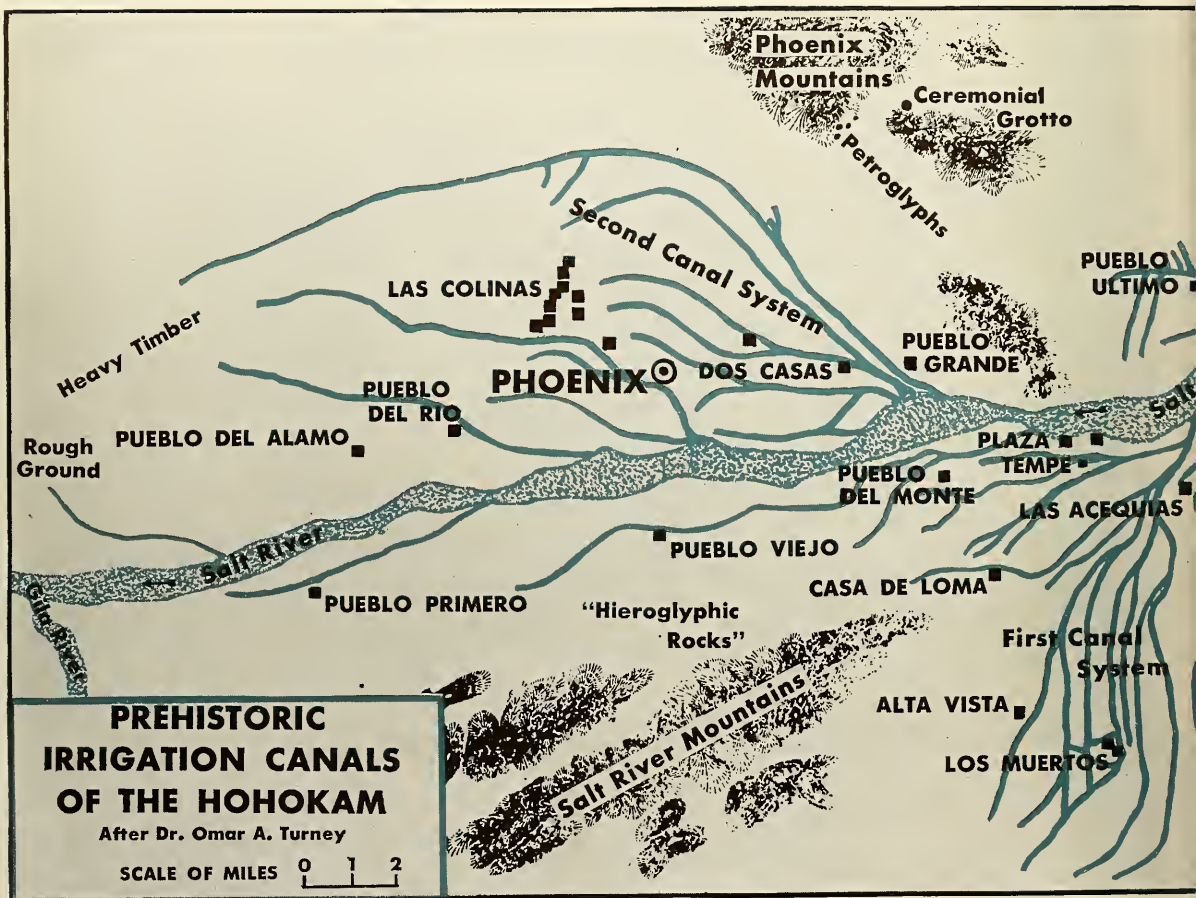 Phoenix
Mountains
Ceremonial
Grotto
Petroglyphs
Second Canal System
PUEBLO
ULTIMO
LAS COLINAS
Heavy Timber
PUEBLO
GRANDE
PHOENIX
DOS CASAS
PUEBLO
DEL RIO
PUEBLO DEL ALAMO
Rough
Ground
Salt
PLAZA
TEMPE
PUEBLO
DEL MONTE
LAS ACEQUIAS
Salt River
PUEBLO VIEJO
CASA DE LOMA
PUEBLO PRIMERO
Gila River
"Hieroglyphic
Rocks"
First Canal
System
Salt River Mountains
ALTA VISTA
LOS MUERTOS
PREHISTORIC
IRRIGATION CANALS
OF THE HOHOKAM
After Dr. Omar A. Turney
SCALE OF MILES 0 1 2